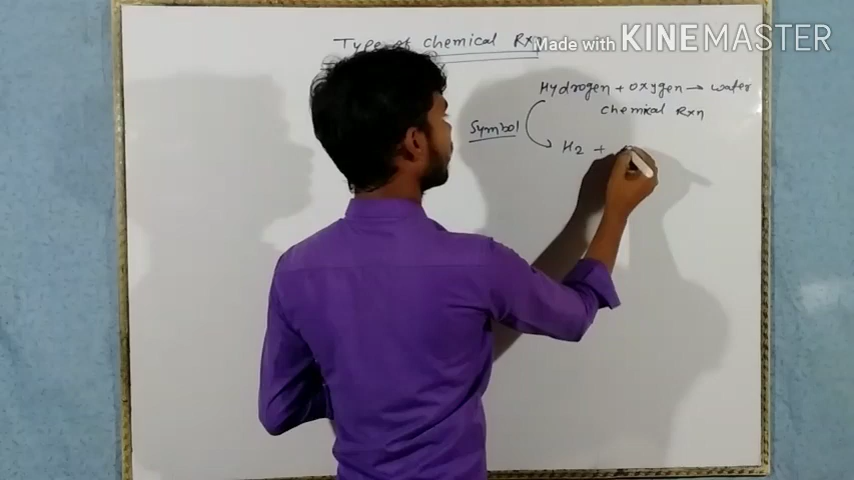 Type of chemical Rxn
Made with KINEMASTER
Hydrogen + Oxygen → water
chemical Rxn
Symbol
H2 +